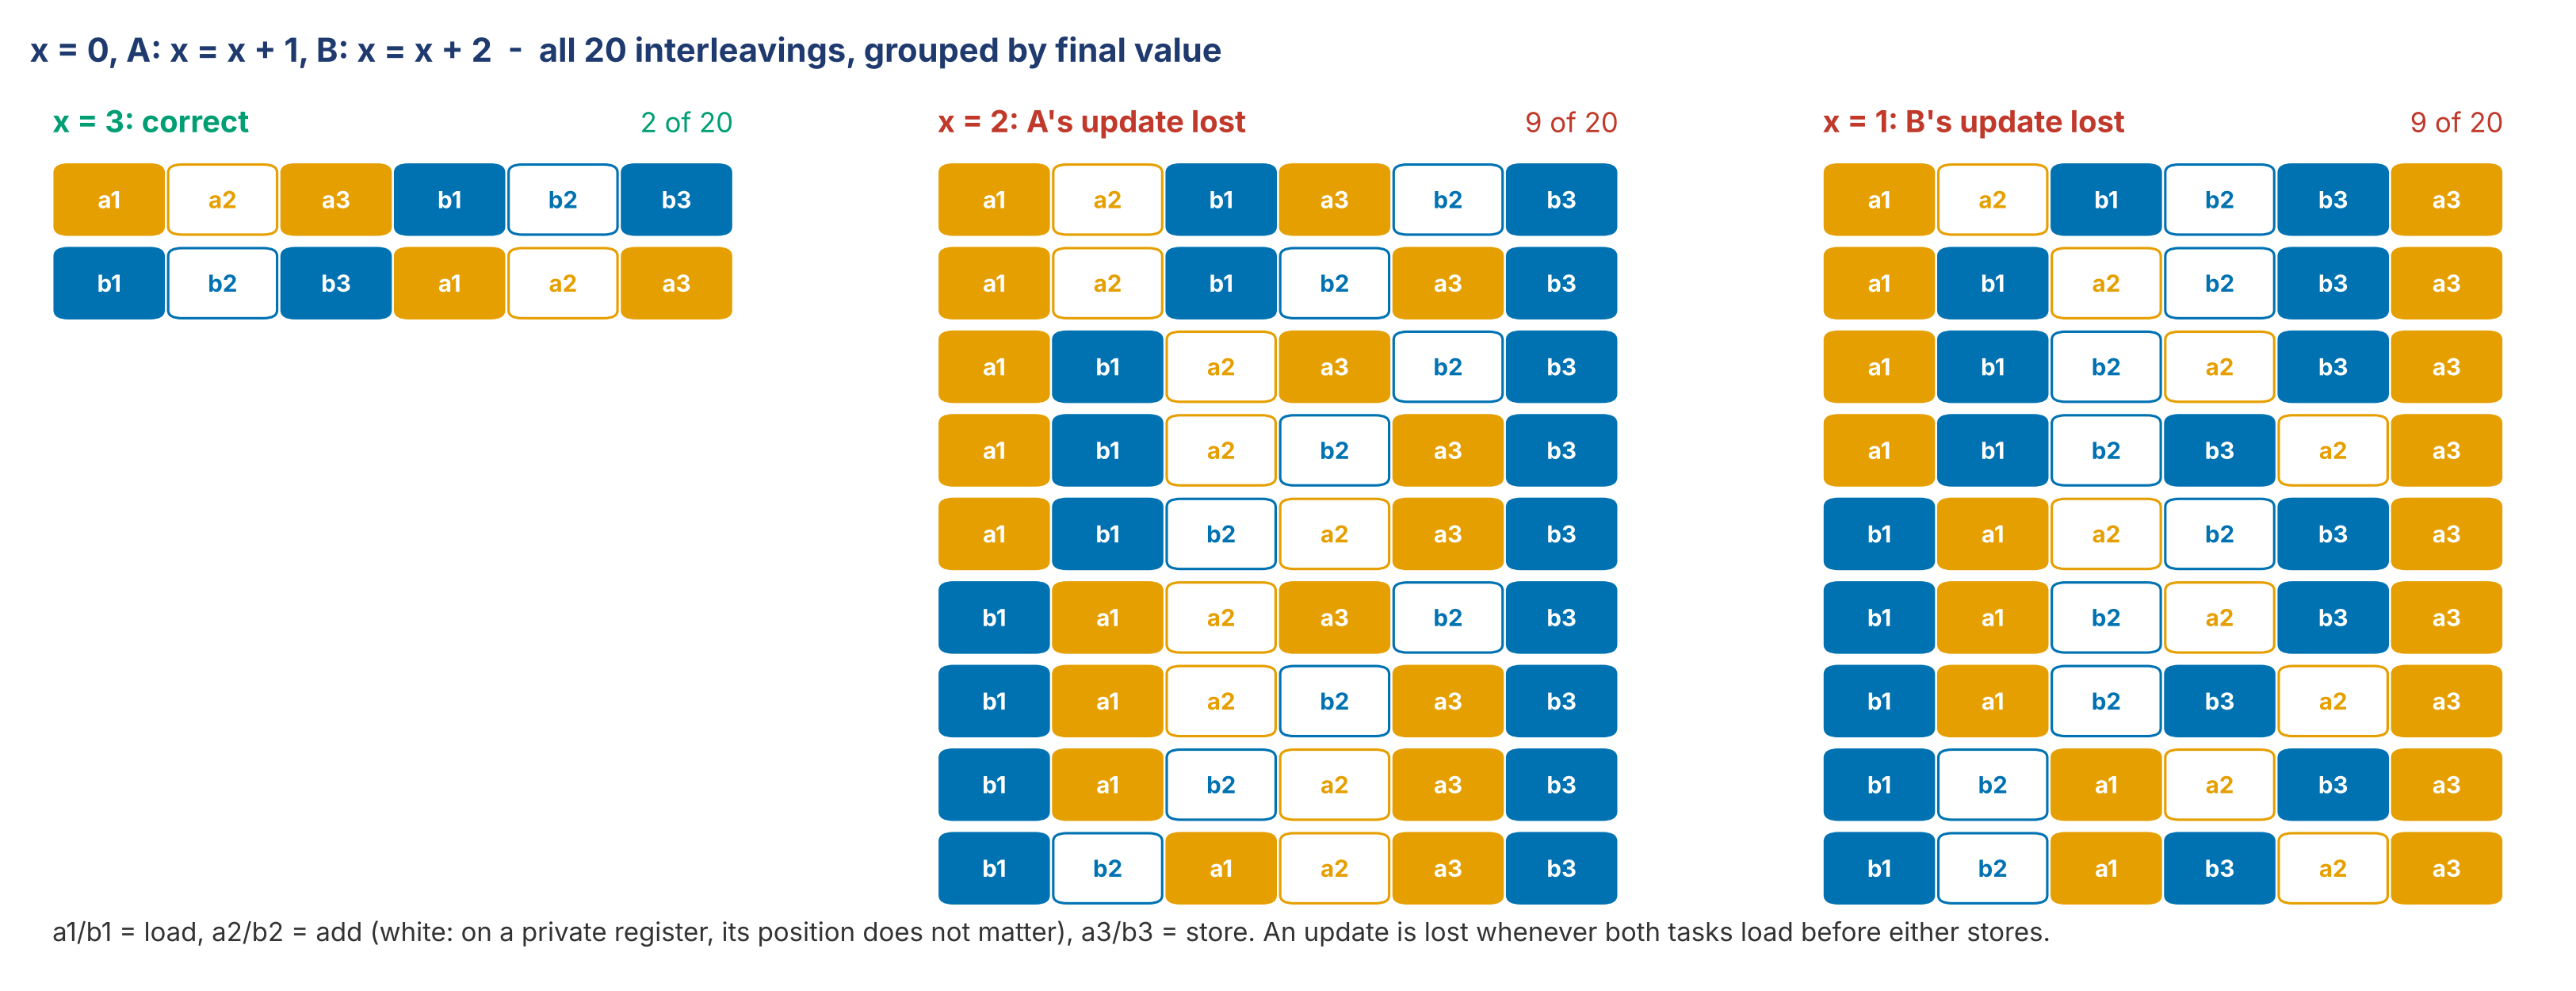 x = 0, A: x = x + 1, B: x = x + 2 - all 20 interleavings, grouped by final value
x = 3: correct 2 of 20
a1 a2 a3 b1 b2 b3
b1 b2 b3 a1 a2 a3
x = 2: A's update lost 9 of 20
a1 a2 b1 a3 b2 b3
a1 a2 b1 b2 a3 b3
a1 b1 a2 a3 b2 b3
a1 b1 a2 b2 a3 b3
a1 b1 b2 a2 a3 b3
b1 a1 a2 a3 b2 b3
b1 a1 a2 b2 a3 b3
b1 a1 b2 a2 a3 b3
b1 b2 a1 a2 a3 b3
x = 1: B's update lost 9 of 20
a1 a2 b1 b2 b3 a3
a1 b1 a2 b2 b3 a3
a1 b1 b2 a2 b3 a3
a1 b1 b2 b3 a2 a3
b1 a1 a2 b2 b3 a3
b1 a1 b2 a2 b3 a3
b1 a1 b2 b3 a2 a3
b1 b2 a1 a2 b3 a3
b1 b2 a1 b3 a2 a3
a1/b1 = load, a2/b2 = add (white: on a private register, its position does not matter), a3/b3 = store. An update is lost whenever both tasks load before either stores.